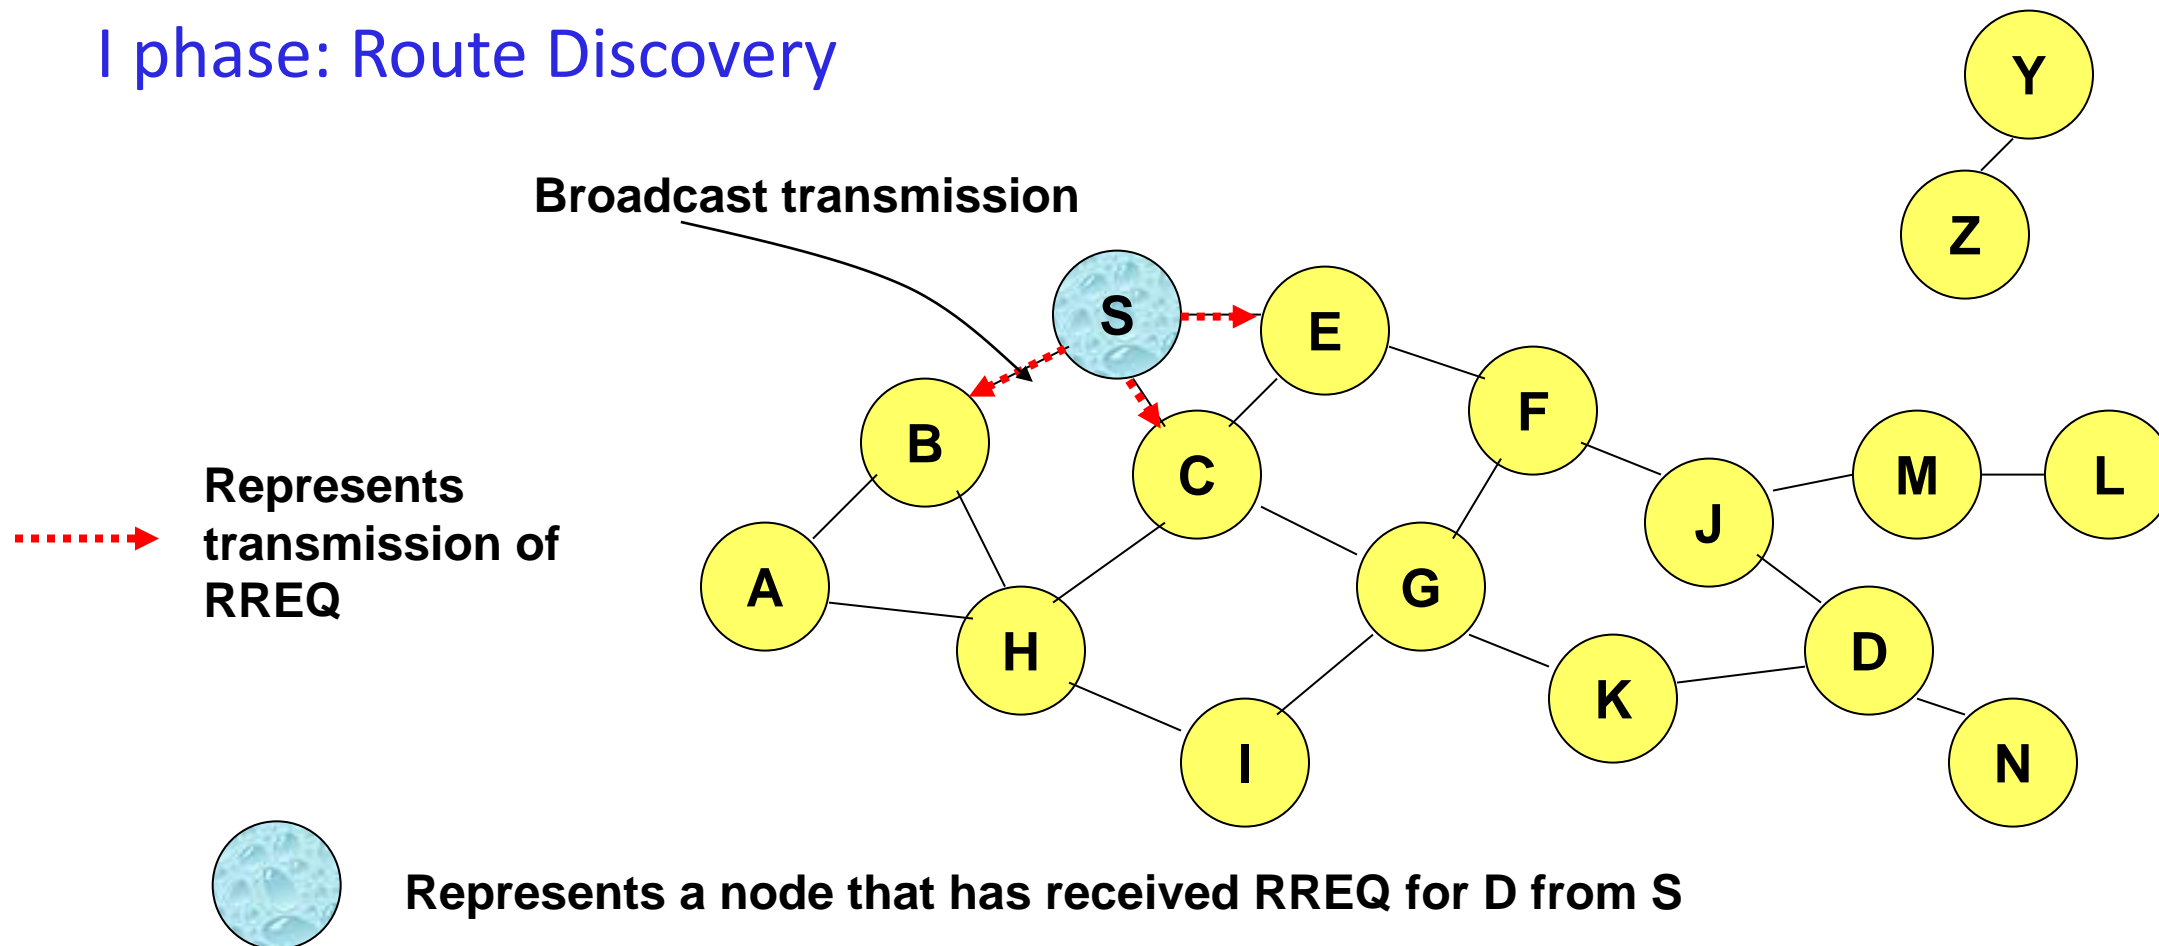 I phase: Route Discovery
Y
Broadcast transmission
Z
S
E
F
B
C
M
L
Represents
transmission of
RREQ
J
A
G
H
D
K
I
N
Represents a node that has received RREQ for D from S